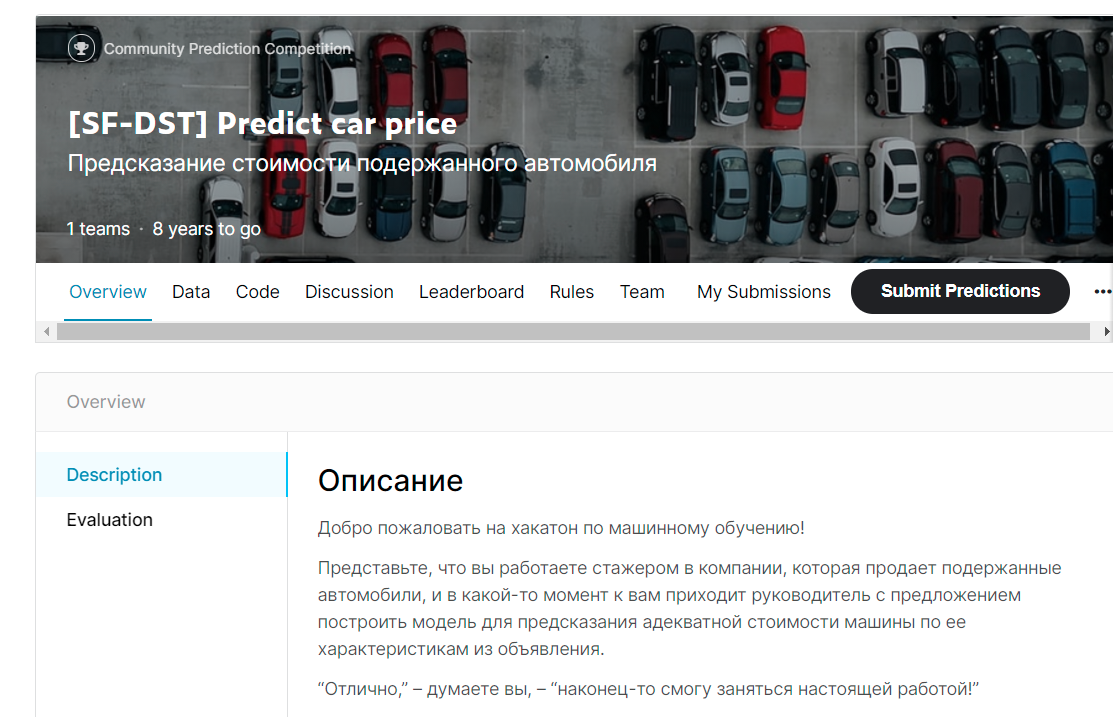 Community Prediction Competition
[SF-DST] Predict car price
Предсказание стоимости подержанного автомобиля
1 teams · 8 years to go
Overview Data Code Discussion Leaderboard Rules Team My Submissions Submit Predictions •••
Overview
Description
Evaluation
Описание
Добро пожаловать на хакатон по машинному обучению!
Представьте, что вы работаете стажером в компании, которая продает подержанные
автомобили, и в какой-то момент к вам приходит руководитель с предложением
построить модель для предсказания адекватной стоимости машины по ее
характеристикам из объявления.
“Отлично,” – думаете вы, – “наконец-то смогу заняться настоящей работой!”